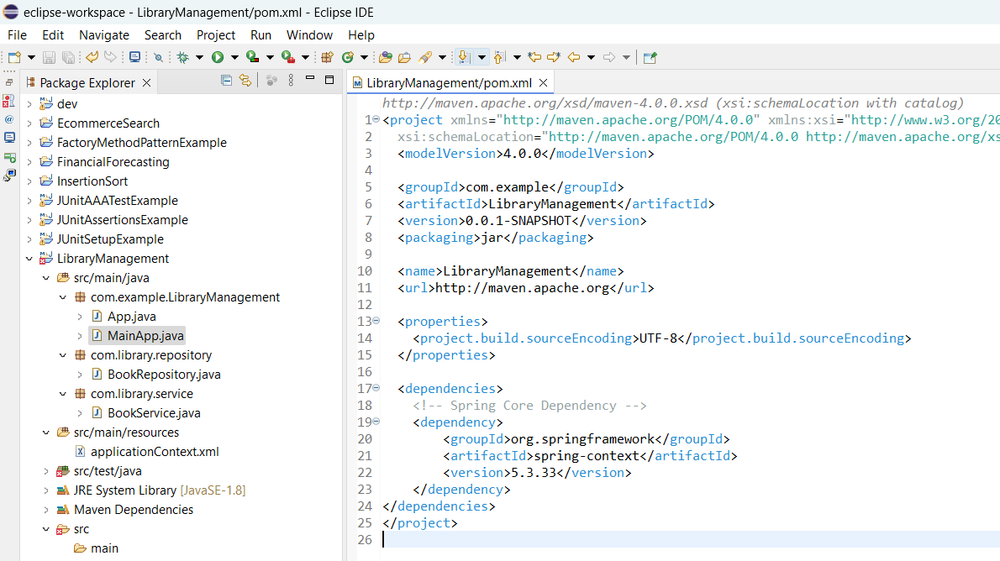 eclipse-workspace - LibraryManagement/pom.xml - Eclipse IDE
File Edit Navigate Search Project Run Window Help
Package Explorer
dev
EcommerceSearch
FactoryMethodPatternExample
FinancialForecasting
InsertionSort
JUnitAAATestExample
JUnitAssertionsExample
JUnitSetupExample
LibraryManagement
src/main/java
com.example.LibraryManagement
App.java
MainApp.java
com.library.repository
BookRepository.java
com.library.service
BookService.java
src/main/resources
applicationContext.xml
src/test/java
JRE System Library [JavaSE-1.8]
Maven Dependencies
src
main
LibraryManagement/pom.xml
http://maven.apache.org/xsd/maven-4.0.0.xsd (xsi:schemaLocation with catalog)
1 <project xmlns="http://maven.apache.org/POM/4.0.0" xmlns:xsi="http://www.w3.org/20
2 xsi:schemaLocation="http://maven.apache.org/POM/4.0.0 http://maven.apache.org/xs
3 <modelVersion>4.0.0</modelVersion>
4
5 <groupId>com.example</groupId>
6 <artifactId>LibraryManagement</artifactId>
7 <version>0.0.1-SNAPSHOT</version>
8 <packaging>jar</packaging>
9
10 <name>LibraryManagement</name>
11 <url>http://maven.apache.org</url>
12
13 <properties>
14 <project.build.sourceEncoding>UTF-8</project.build.sourceEncoding>
15 </properties>
16
17 <dependencies>
18 <!-- Spring Core Dependency -->
19 <dependency>
20 <groupId>org.springframework</groupId>
21 <artifactId>spring-context</artifactId>
22 <version>5.3.33</version>
23 </dependency>
24 </dependencies>
25 </project>
26